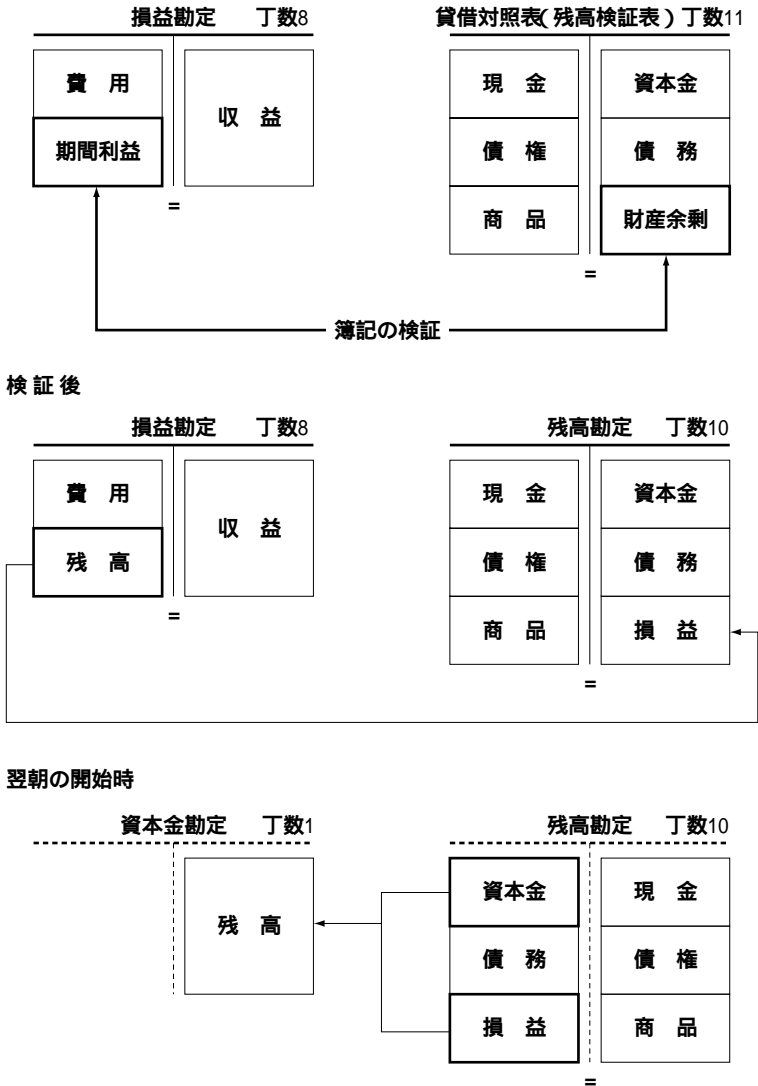 損益勘定 丁数8 貸借対照表(残高検証表)丁数11
費 用
収 益
期間利益
=
現 金 資本金
債 権 債 務
商 品 財産余剰
=
簿記の検証
検証後
損益勘定 丁数8 残高勘定 丁数10
費 用
収 益
残 高
=
現 金 資本金
債 権 債 務
商 品 損 益
=
翌朝の開始時
資本金勘定 丁数1 残高勘定 丁数10
残 高
資本金 現 金
債 務 債 権
損 益 商 品
=